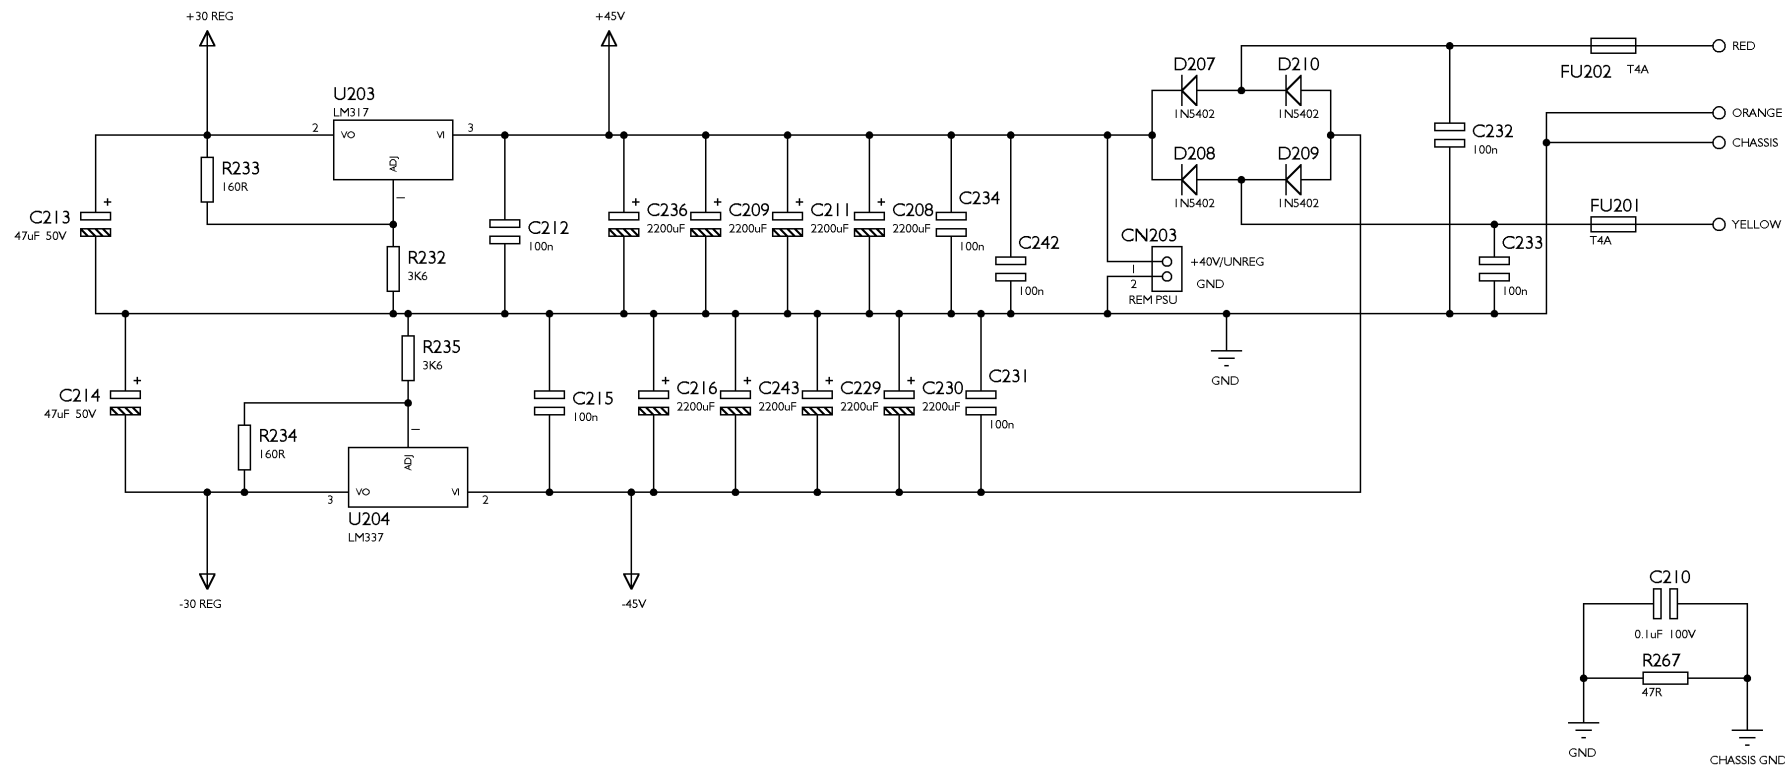 +30 REG
+45V
RED
FU202
T4A
D207
1N5402
D210
1N5402
U203
LM317
2
VO
VI
3
ADJ
1
ORANGE
CHASSIS
C232
100n
R233
160R
D208
1N5402
D209
1N5402
C213
+
47uF 50V
C212
100n
+
C236
2200uF
+
C209
2200uF
+
C211
2200uF
+
C208
2200uF
C234
100n
FU201
T4A
YELLOW
R232
3K6
C242
100n
CN203
1
2
+40V/UNREG
GND
REM PSU
C233
100n
R235
3K6
GND
C214
+
47uF 50V
C215
100n
+
C216
2200uF
+
C243
2200uF
+
C229
2200uF
+
C230
2200uF
C231
100n
R234
160R
1
ADJ
3
VO
VI
2
U204
LM337
-30 REG
-45V
C210
0.1uF 100V
R267
47R
GND
CHASSIS GND